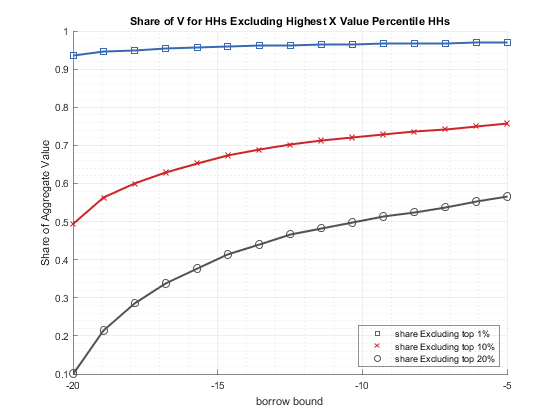 Share of V for HHs Excluding Highest X Value Percentile HHs
Share of Aggregate Value
1
0.9
0.8
0.7
0.6
0.5
0.4
0.3
0.2
0.1
-20
-15
-10
-5
borrow bound
share Excluding top 1%
share Excluding top 10%
share Excluding top 20%